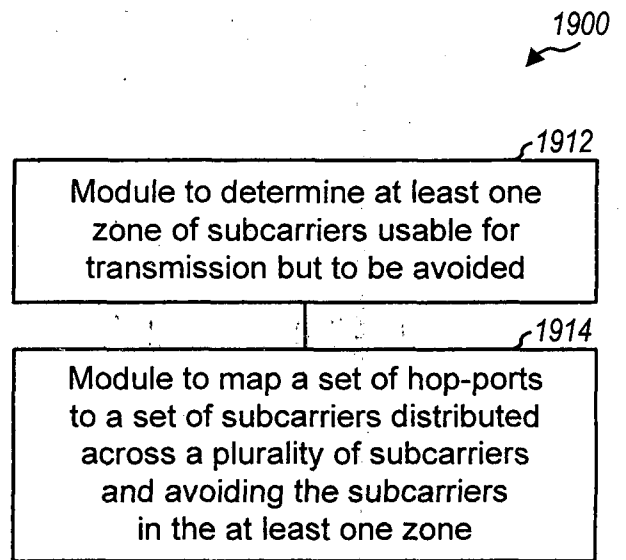 1900
1912
Module to determine at least one
zone of subcarriers usable for
transmission but to be avoided
1914
Module to map a set of hop-ports
to a set of subcarriers distributed
across a plurality of subcarriers
and avoiding the subcarriers
in the at least one zone